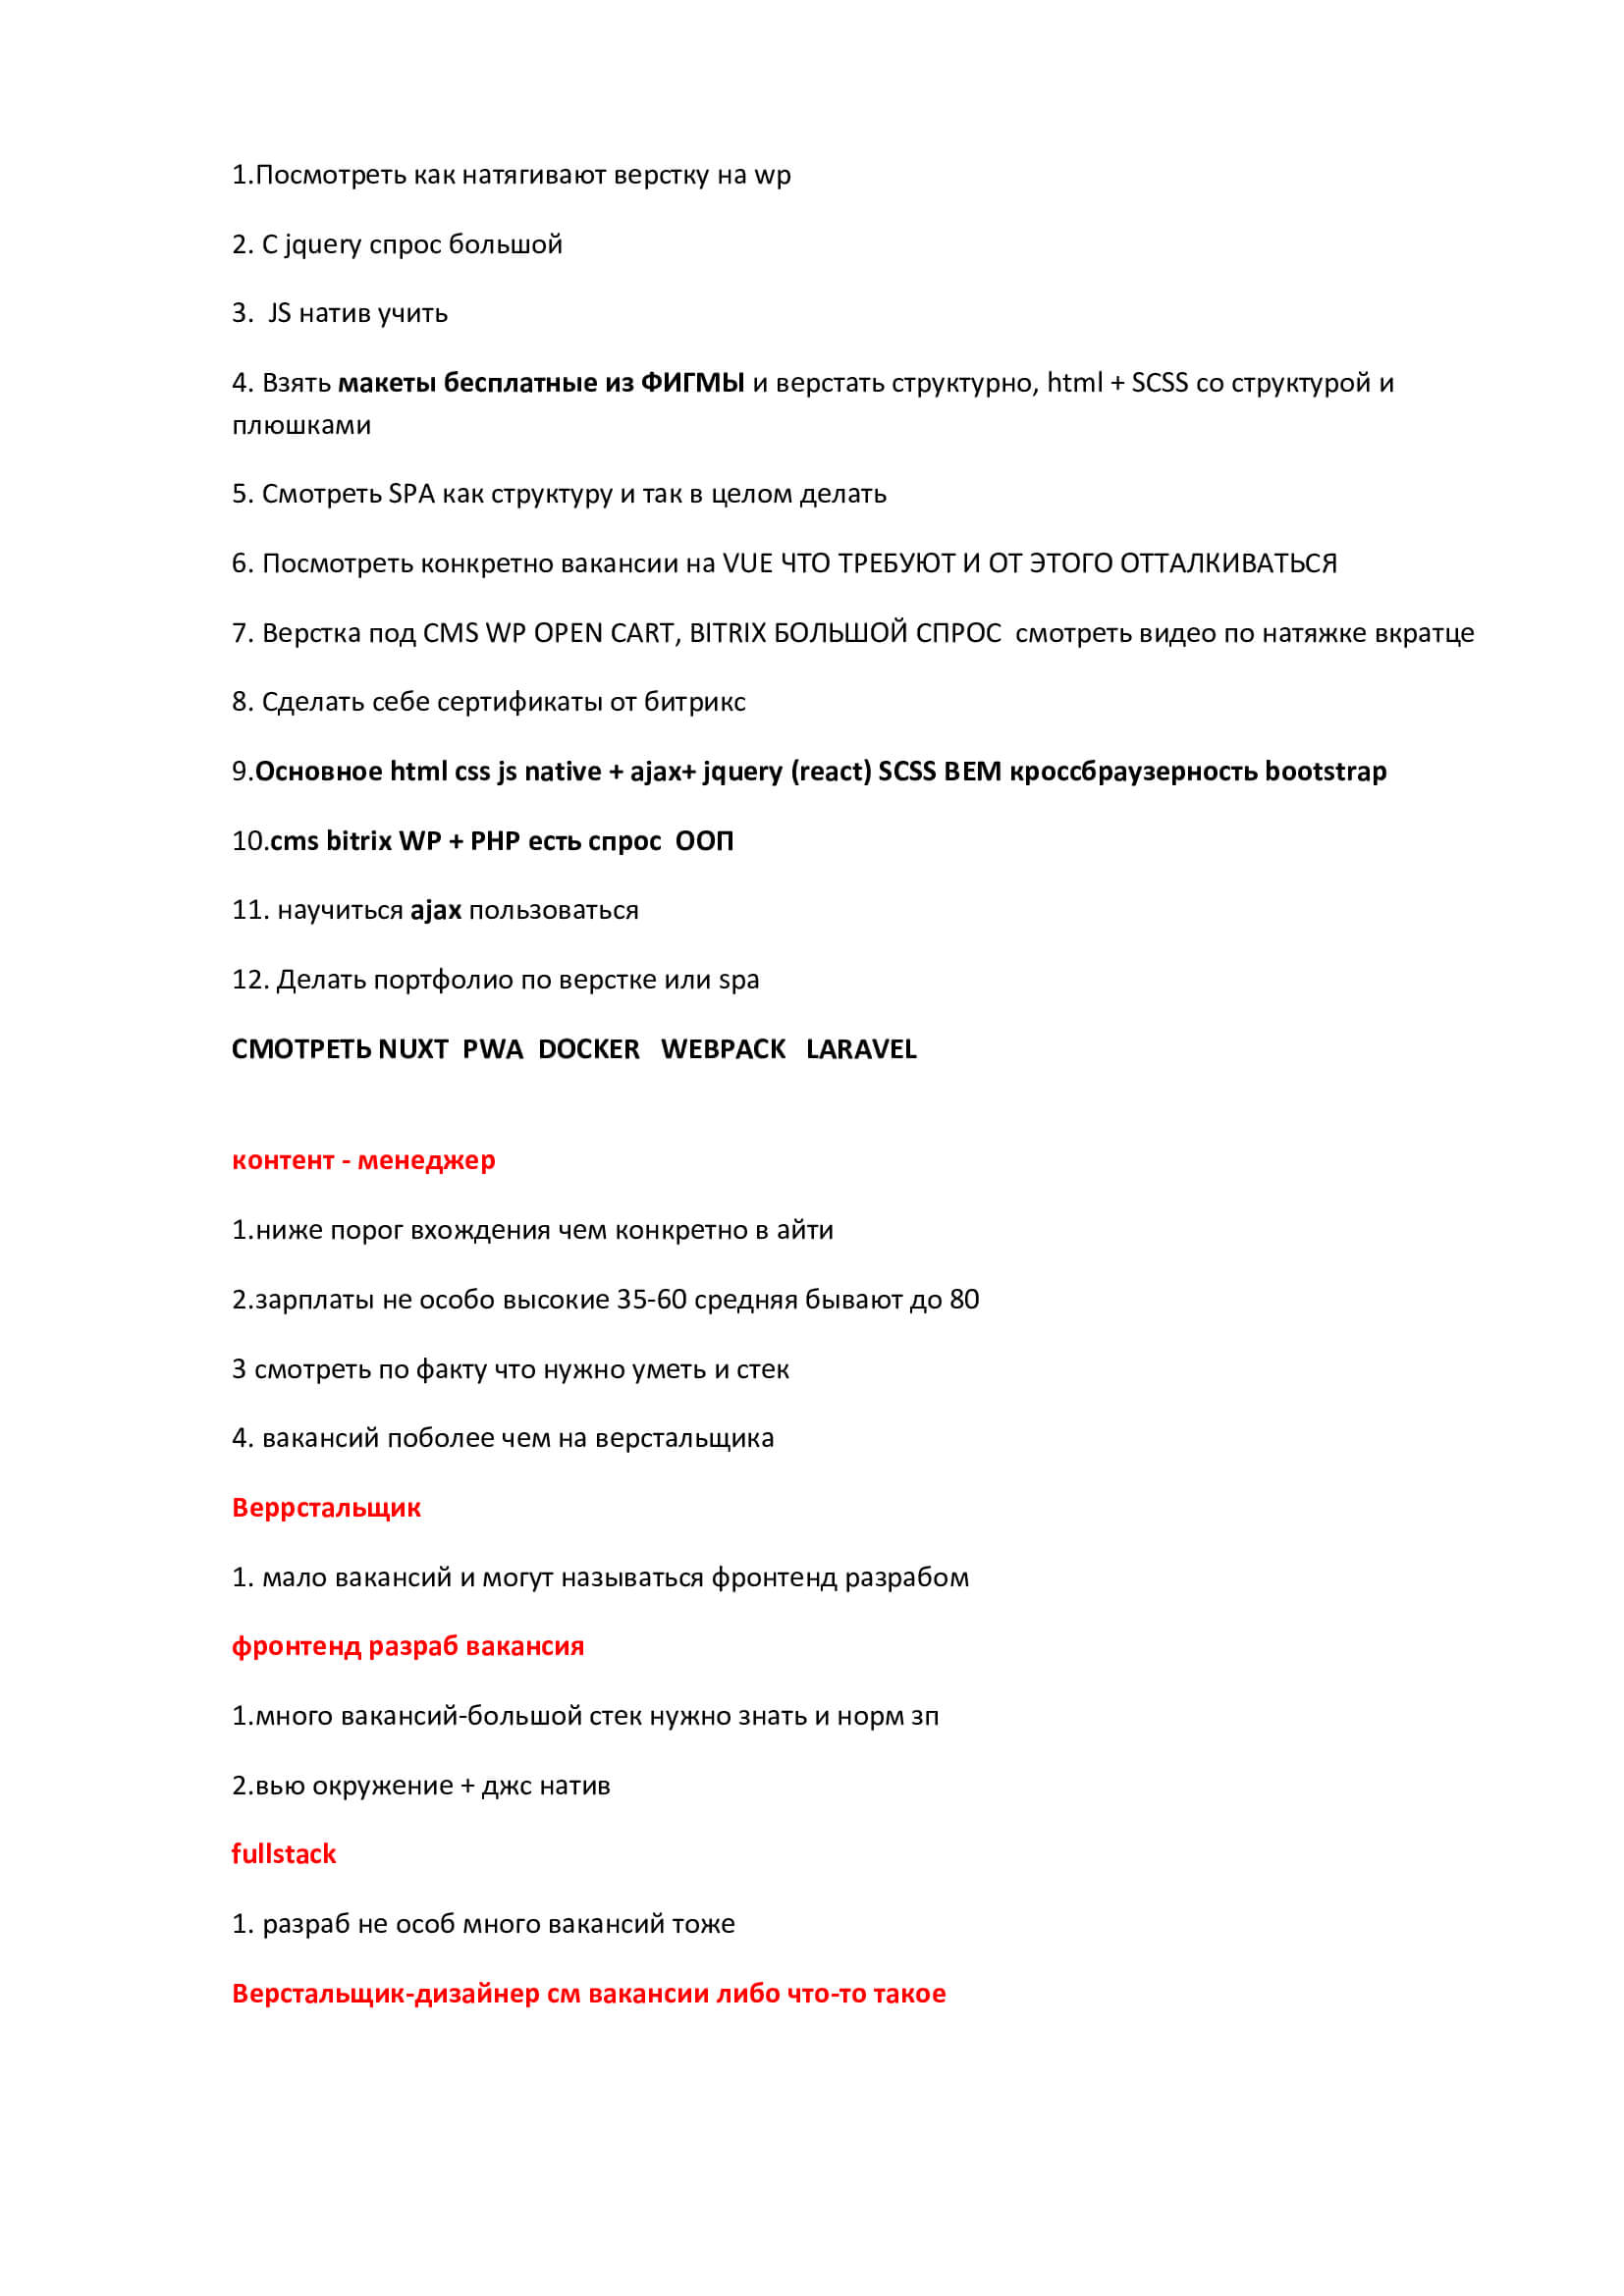 1.Посмотреть как натягивают верстку на wp
2. С jquery спрос большой
3.  JS натив учить
4. Взять макеты бесплатные из ФИГМЫ и верстать структурно, html + SCSS со структурой и
плюшками
5. Смотреть SPA как структуру и так в целом делать
6. Посмотреть конкретно вакансии на VUE ЧТО ТРЕБУЮТ И ОТ ЭТОГО ОТТАЛКИВАТЬСЯ
7. Верстка под CMS WP OPEN CART, BITRIX БОЛЬШОЙ СПРОС  смотреть видео по натяжке вкратце
8. Сделать себе сертификаты от битрикс
9.Основное html css js native + ajax+ jquery (react) SCSS BEM кроссбраузерность bootstrap
10.cms bitrix WP + PHP есть спрос  ООП
11. научиться ajax пользоваться
12. Делать портфолио по верстке или spa
СМОТРЕТЬ NUXT  PWA  DOCKER   WEBPACK   LARAVEL
контент - менеджер
1.ниже порог вхождения чем конкретно в айти
2.зарплаты не особо высокие 35-60 средняя бывают до 80
3 смотреть по факту что нужно уметь и стек
4. вакансий поболее чем на верстальщика
Веррстальщик
1. мало вакансий и могут называться фронтенд разрабом
фронтенд разраб вакансия
1.много вакансий-большой стек нужно знать и норм зп
2.вью окружение + джс натив
fullstack
1. разраб не особ много вакансий тоже
Верстальщик-дизайнер см вакансии либо что-то такое